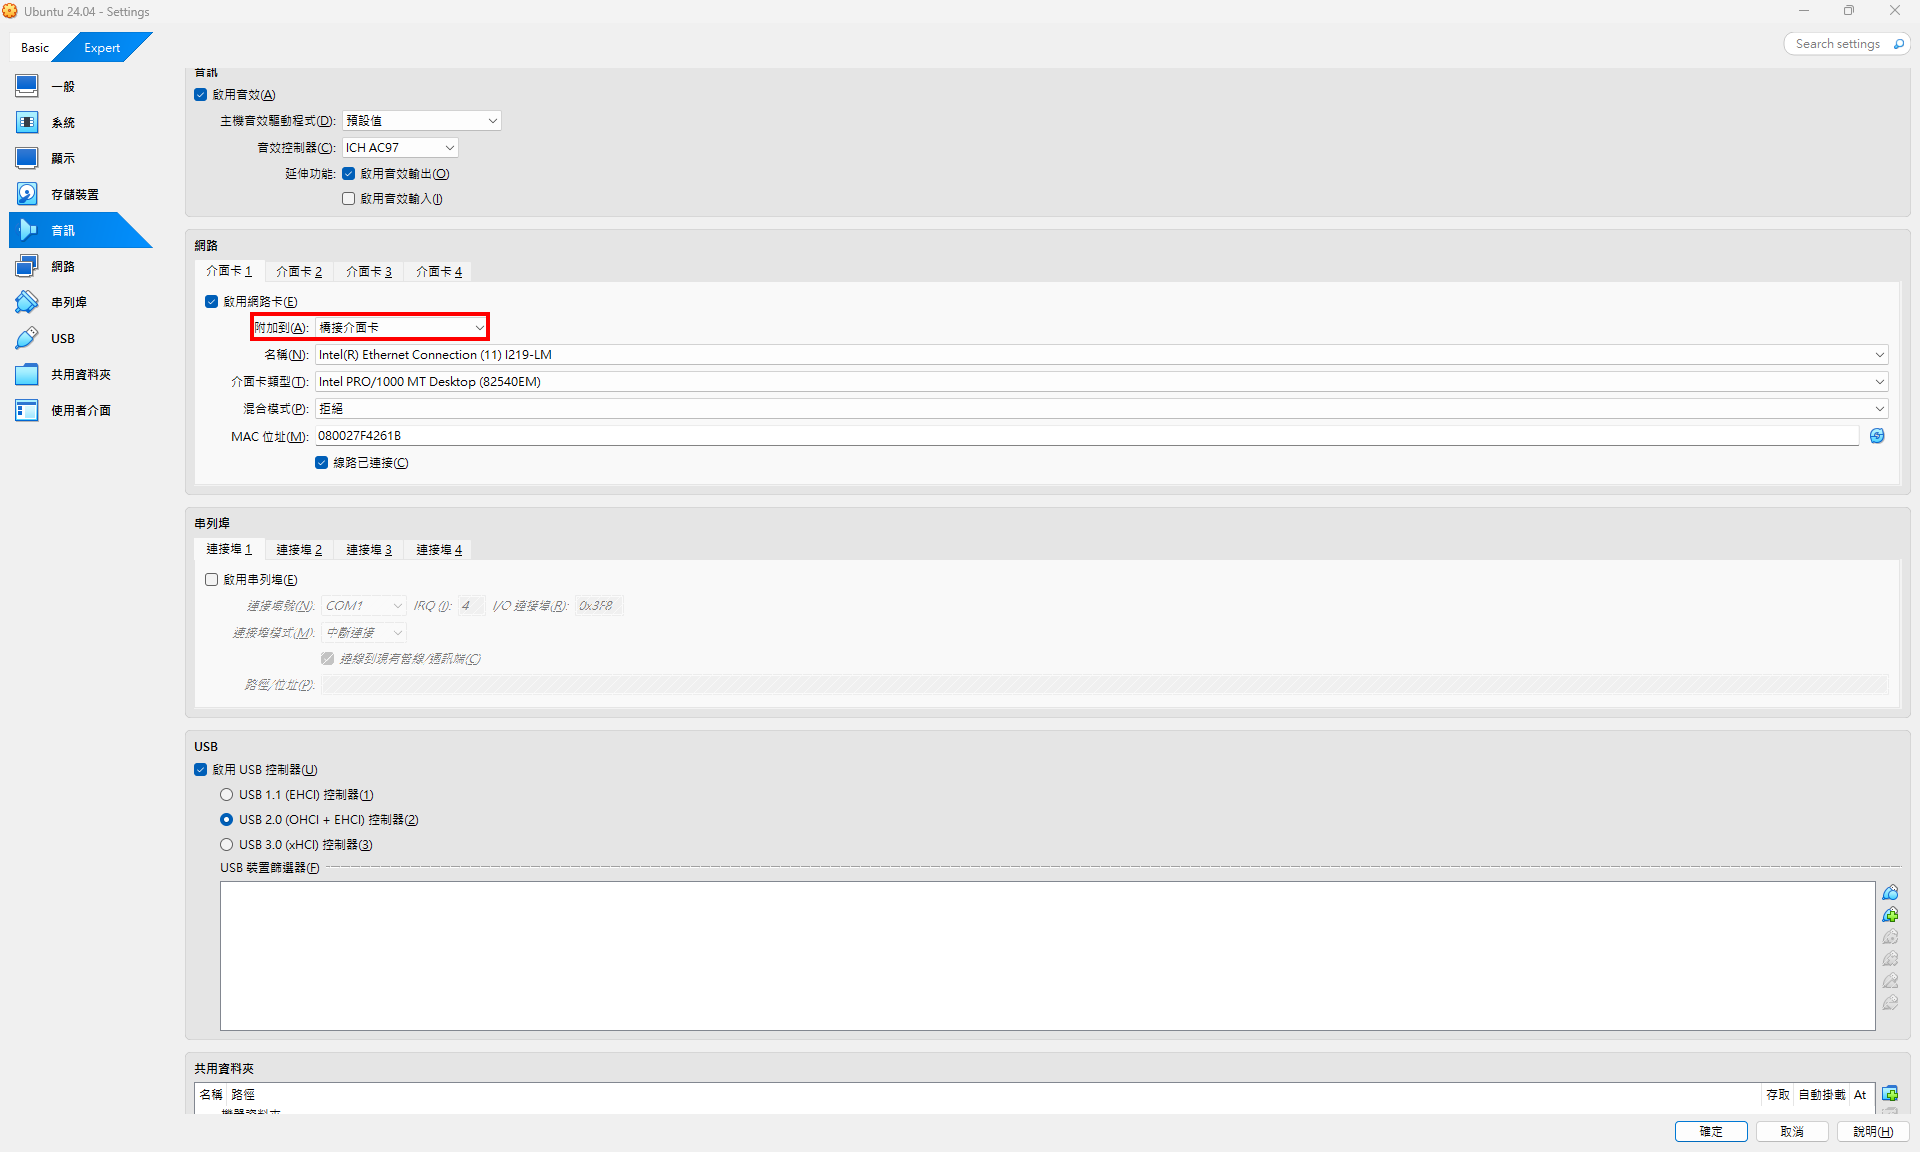 Ubuntu 24.04 - Settings
Basic
Expert
Search settings
一般
系統
顯示
存儲裝置
音訊
網路
串列埠
USB
共用資料夾
使用者介面
音訊
啟用音效(A)
主機音效驅動程式(D): 預設值
音效控制器(C): ICH AC97
延伸功能: 啟用音效輸出(O)
啟用音效輸入(I)
網路
介面卡 1 介面卡 2 介面卡 3 介面卡 4
啟用網路卡(E)
附加到(A): 橋接介面卡
名稱(N): Intel(R) Ethernet Connection (11) I219-LM
介面卡類型(T): Intel PRO/1000 MT Desktop (82540EM)
混合模式(P): 拒絕
MAC 位址(M): 080027F4261B
線路已連接(C)
串列埠
連接埠 1 連接埠 2 連接埠 3 連接埠 4
啟用串列埠(E)
連接埠號(N): COM1 IRQ (I): 4 I/O 連接埠(R): 0x3F8
連接埠模式(M): 中斷連接
連線到現有管線/通訊端(C)
路徑/位址(P):
USB
啟用 USB 控制器(U)
USB 1.1 (EHCI) 控制器(1)
USB 2.0 (OHCI + EHCI) 控制器(2)
USB 3.0 (xHCI) 控制器(3)
USB 裝置篩選器(F)
共用資料夾
名稱 路徑 存取 自動掛載 At
機器資料夾
確定 取消 說明(H)